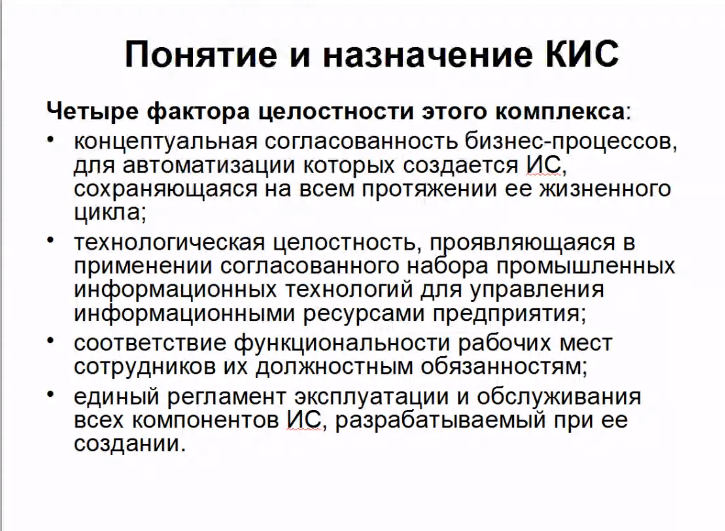 Понятие и назначение КИС
Четыре фактора целостности этого комплекса:
• концептуальная согласованность бизнес-процессов,
для автоматизации которых создается ИС,
сохраняющаяся на всем протяжении ее жизненного
цикла;
• технологическая целостность, проявляющаяся в
применении согласованного набора промышленных
информационных технологий для управления
информационными ресурсами предприятия;
• соответствие функциональности рабочих мест
сотрудников их должностным обязанностям;
• единый регламент эксплуатации и обслуживания
всех компонентов ИС, разрабатываемый при ее
создании.